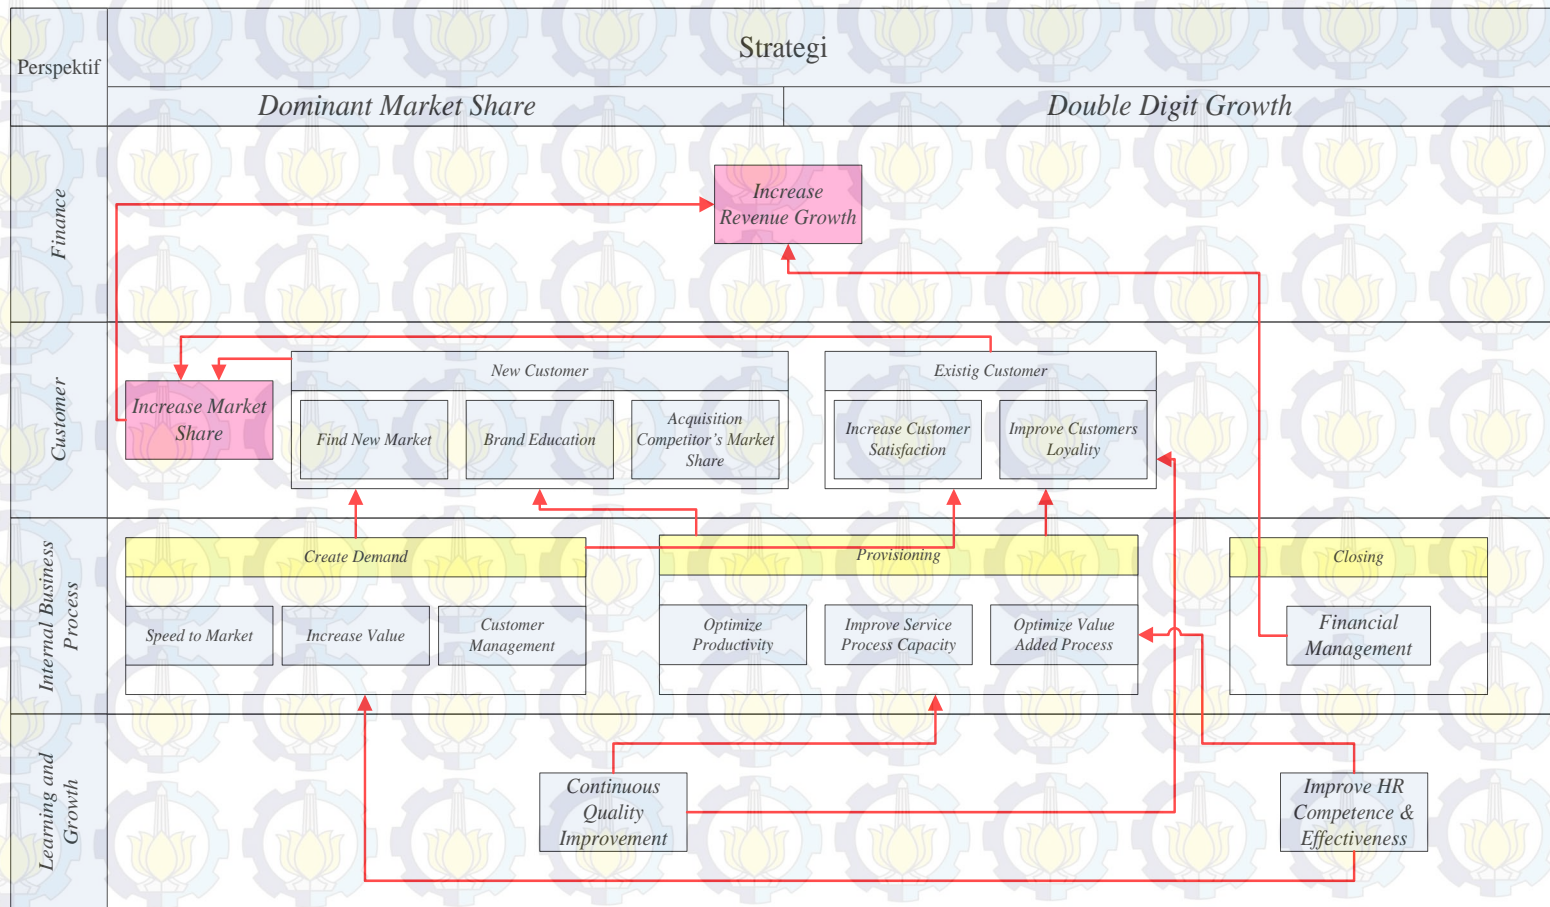 Perspektif
Strategi
Dominant Market Share
Double Digit Growth
Finance
Increase
Revenue Growth
Customer
Increase Market
Share
New Customer
Find New Market
Brand Education
Acquisition
Competitor's Market
Share
Existig Customer
Increase Customer
Satisfaction
Improve Customers
Loyality
Internal Business
Process
Create Demand
Speed to Market
Increase Value
Customer
Management
Provisioning
Optimize
Productivity
Improve Service
Process Capacity
Optimize Value
Added Process
Closing
Financial
Management
Learning and
Growth
Continuous
Quality
Improvement
Improve HR
Competence &
Effectiveness